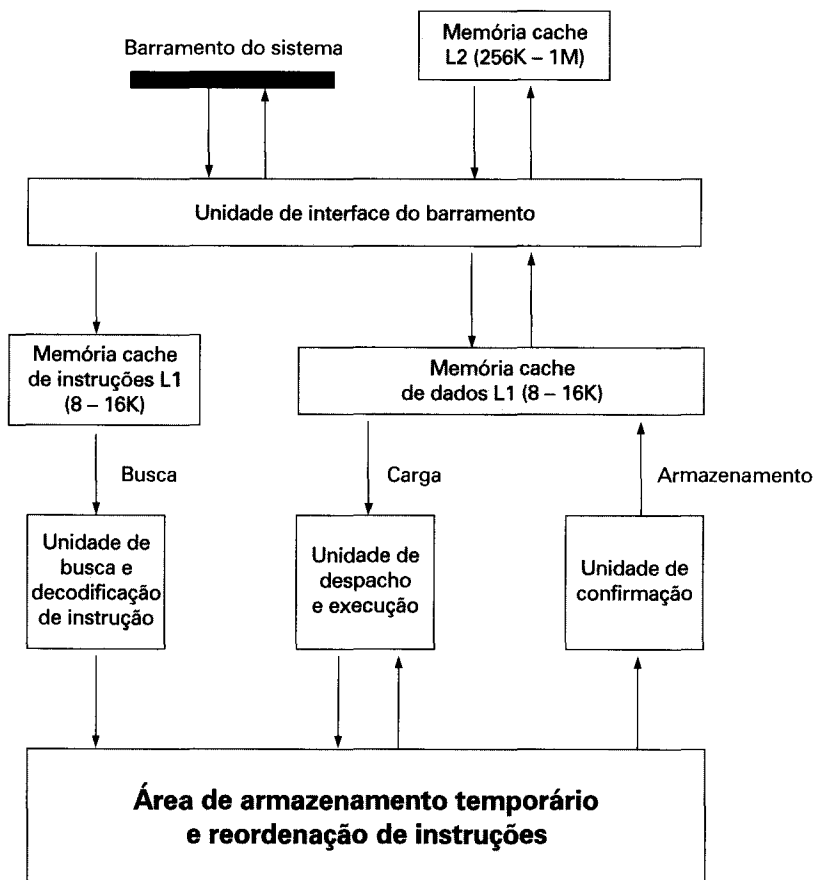 Barramento do sistema
Memória cache
L2 (256K – 1M)
Unidade de interface do barramento
Memória cache
de instruções L1
(8 – 16K)
Memória cache
de dados L1 (8 – 16K)
Busca
Carga
Armazenamento
Unidade de
busca e
decodificação
de instrução
Unidade de
despacho
e execução
Unidade de
confirmação
Área de armazenamento temporário
e reordenação de instruções